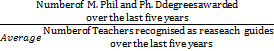 Number of M. Phil and Ph. Ddegrees awarded
over the last five years
Average Number of Teachers recognised as reaseach guides
over the last five years